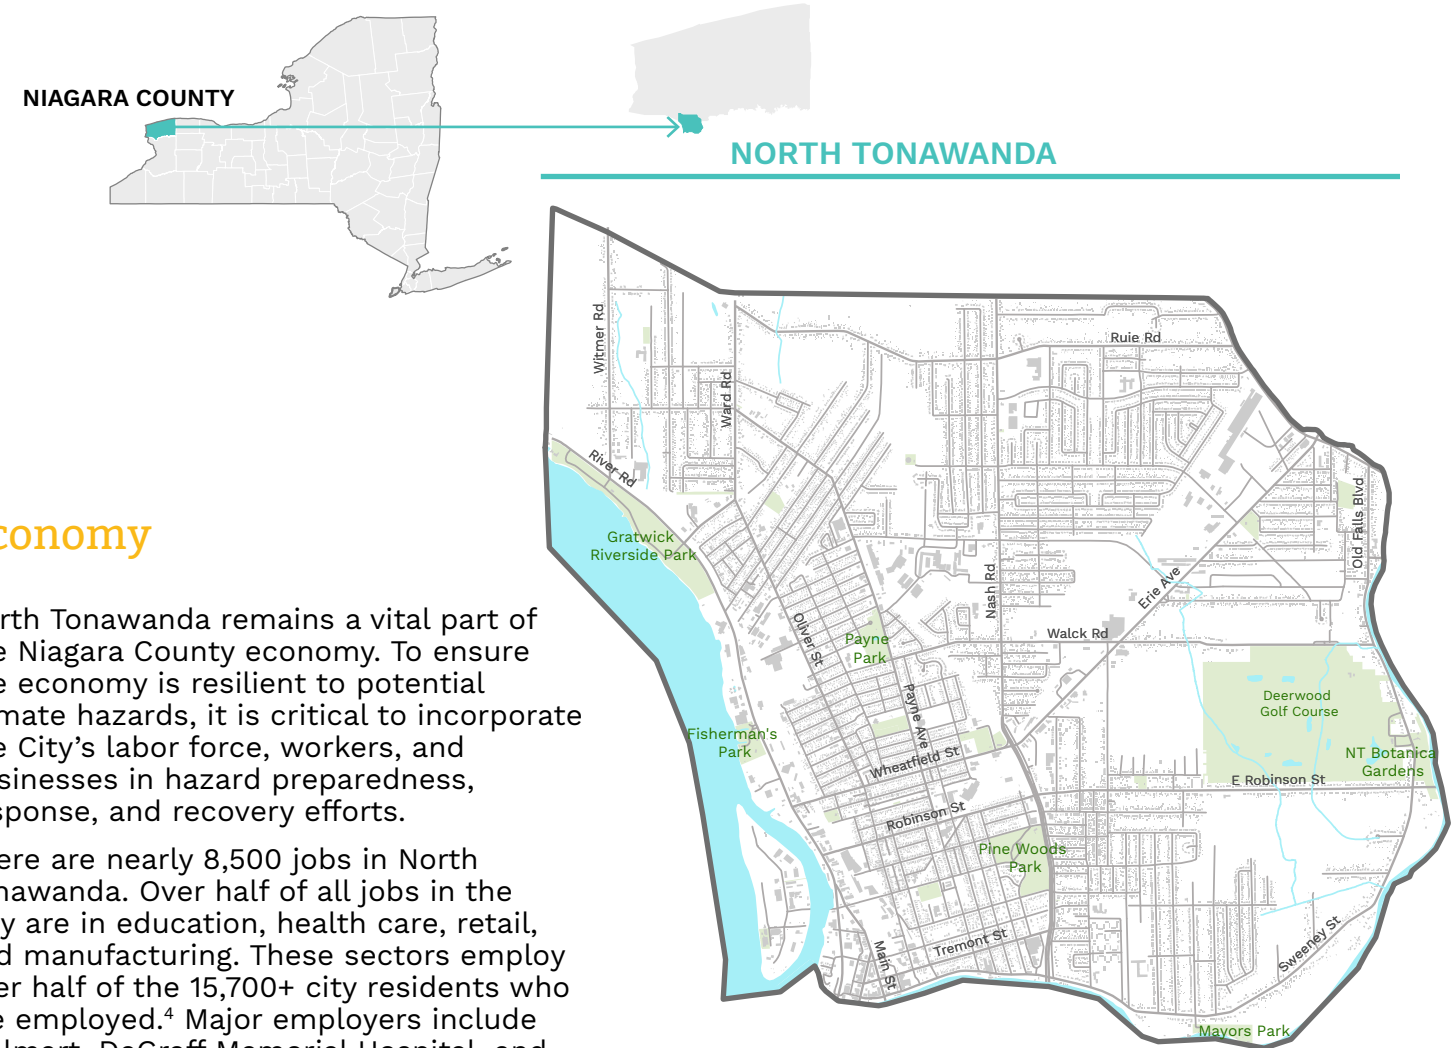 NIAGARA COUNTY
NORTH TONAWANDA
Witmer Rd
Ward Rd
Ruie Rd
River Rd
Old Falls Blvd
Gratwick
Riverside Park
Erie Ave
Nash Rd
Oliver St
Payne
Park
Walck Rd
Payne Ave
Deerwood
Golf Course
Fisherman's
Park
Wheatfield St
NT Botanica
Gardens
E Robinson St
Robinson St
Pine Woods
Park
Tremont St
Main St
Sweeney St
Mayors Park
conomy
rth Tonawanda remains a vital part of
e Niagara County economy. To ensure
e economy is resilient to potential
mate hazards, it is critical to incorporate
e City's labor force, workers, and
sinesses in hazard preparedness,
sponse, and recovery efforts.
ere are nearly 8,500 jobs in North
nawanda. Over half of all jobs in the
y are in education, health care, retail,
d manufacturing. These sectors employ
er half of the 15,700+ city residents who
e employed.⁴ Major employers include
lmart, DeGraff Memorial Hospital, and